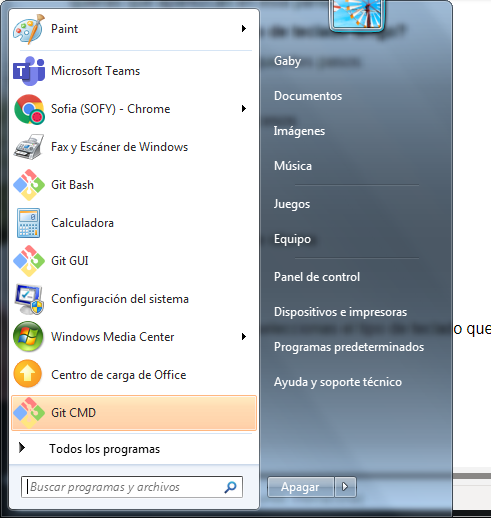 Paint
Microsoft Teams
Sofia (SOFY) - Chrome
Fax y Escáner de Windows
Git Bash
Calculadora
Git GUI
Configuración del sistema
Windows Media Center
Centro de carga de Office
Git CMD
Todos los programas
Buscar programas y archivos
Gaby
Documentos
Imágenes
Música
Juegos
Equipo
Panel de control
Dispositivos e impresoras
Programas predeterminados
Ayuda y soporte técnico
Apagar
que